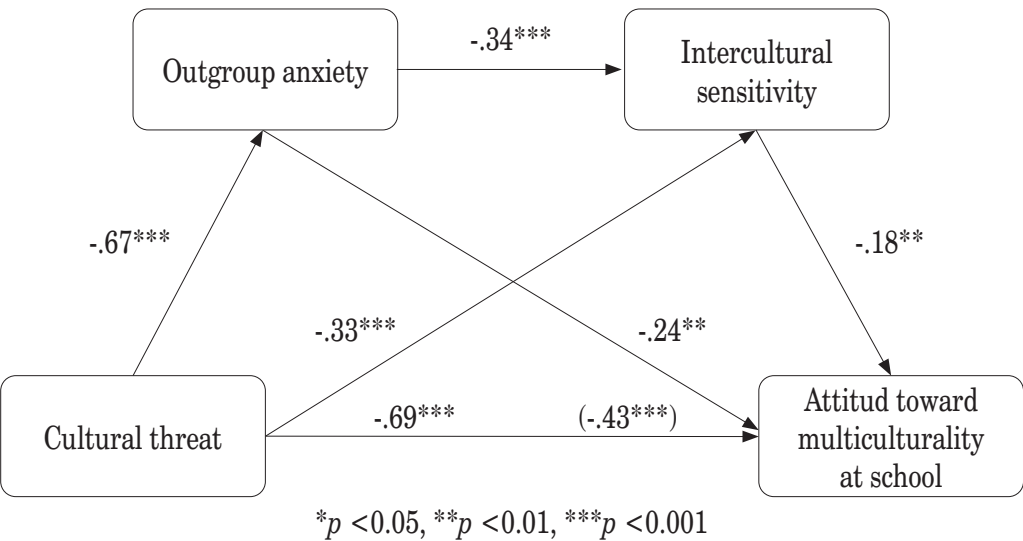 -.34***
Outgroup anxiety
Intercultural
sensitivity
-.67***
-.18**
-.33***
-.24**
Cultural threat
-.69***
(-.43***)
Attitud toward
multiculturality
at school
*p <0.05, **p <0.01, ***p <0.001